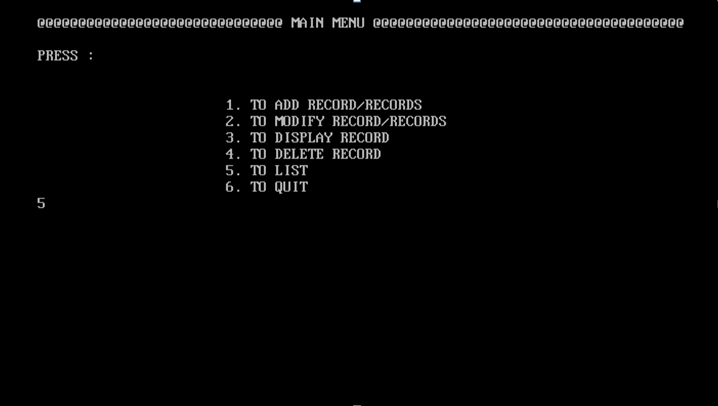 @@@@@@@@@@@@@@@@@@@@@@@@@@@@@@ MAIN MENU @@@@@@@@@@@@@@@@@@@@@@@@@@@@@@@@@@@@@@
PRESS :
1. TO ADD RECORD/RECORDS
2. TO MODIFY RECORD/RECORDS
3. TO DISPLAY RECORD
4. TO DELETE RECORD
5. TO LIST
6. TO QUIT
5